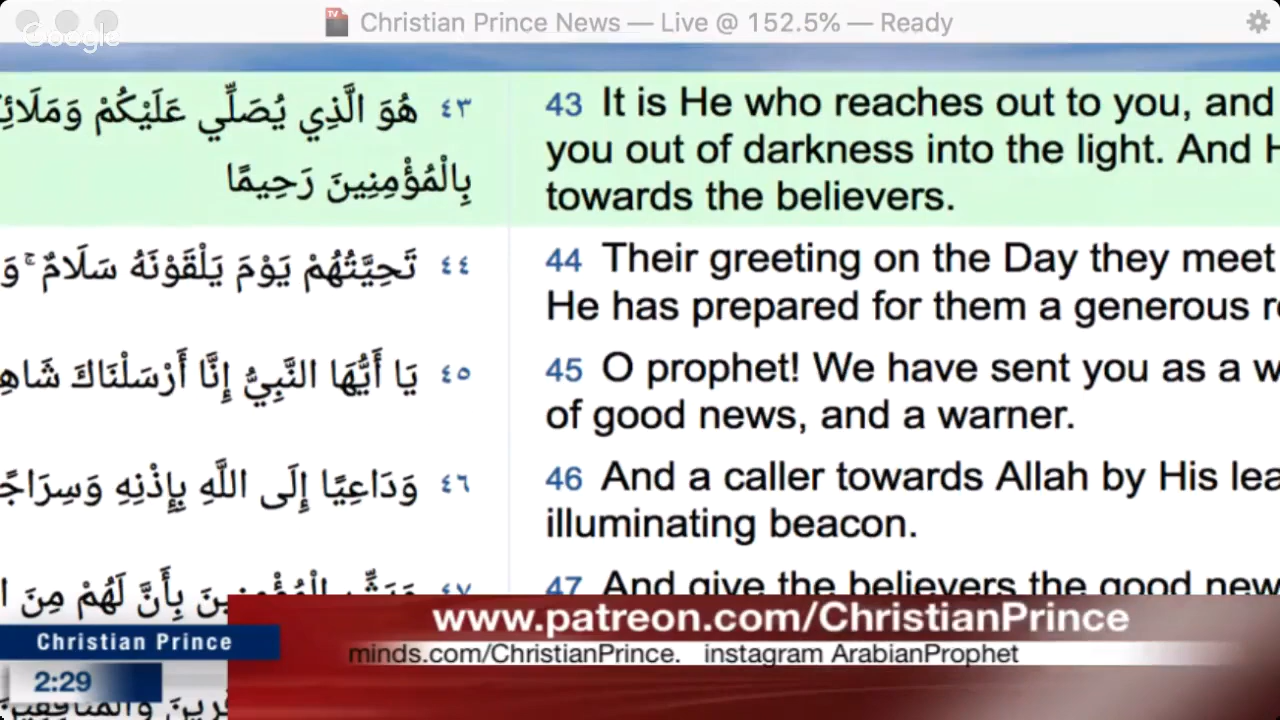 Christian Prince News — Live @ 152.5% — Ready
Google
٤٣ هُوَ الَّذِي يُصَلِّي عَلَيْكُمْ
بِالْمُؤْمِنِينَ رَحِيمًا
43 It is He who reaches out to you, and
you out of darkness into the light. And
towards the believers.
٤٤ تَحِيَّتُهُمْ يَوْمَ يَلْقَوْنَهُ سَلَامٌ ۚ
44 Their greeting on the Day they meet
He has prepared for them a generous
٤٥ يَا أَيُّهَا النَّبِيُّ إِنَّا أَرْسَلْنَاكَ
45 O prophet! We have sent you as a
of good news, and a warner.
٤٦ وَدَاعِيًا إِلَى اللَّهِ بِإِذْنِهِ
46 And a caller towards Allah by His
illuminating beacon.
٤٧ بِأَنَّ لَهُمْ مِنَ
47 And give the believers the good
www.patreon.com/ChristianPrince
Christian Prince
minds.com/ChristianPrince. instagram ArabianProphet
2:29